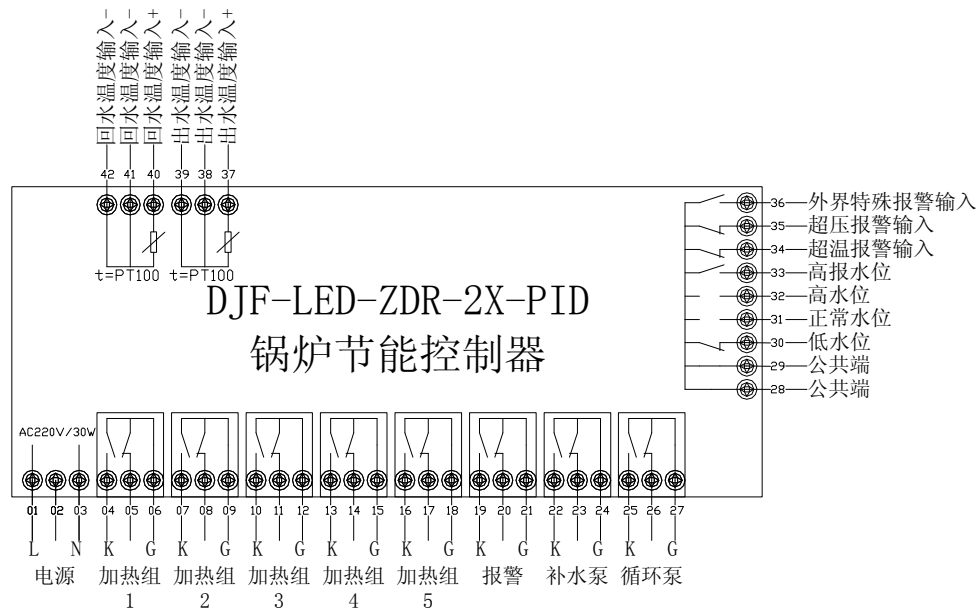 回水温度输入-
回水温度输入-
回水温度输入+
出水温度输入-
出水温度输入-
出水温度输入+
42 41 40 39 38 37
t=PT100 t=PT100
DJF-LED-ZDR-2X-PID
锅炉节能控制器
36 外界特殊报警输入
35 超压报警输入
34 超温报警输入
33 高报水位
32 高水位
31 正常水位
30 低水位
29 公共端
28 公共端
AC220V/30W
01 02 03 04 05 06 07 08 09 10 11 12 13 14 15 16 17 18 19 20 21 22 23 24 25 26 27
L N K G K G K G K G K G K G K G K G
电源 加热组 加热组 加热组 加热组 加热组 报警 补水泵 循环泵
1 2 3 4 5